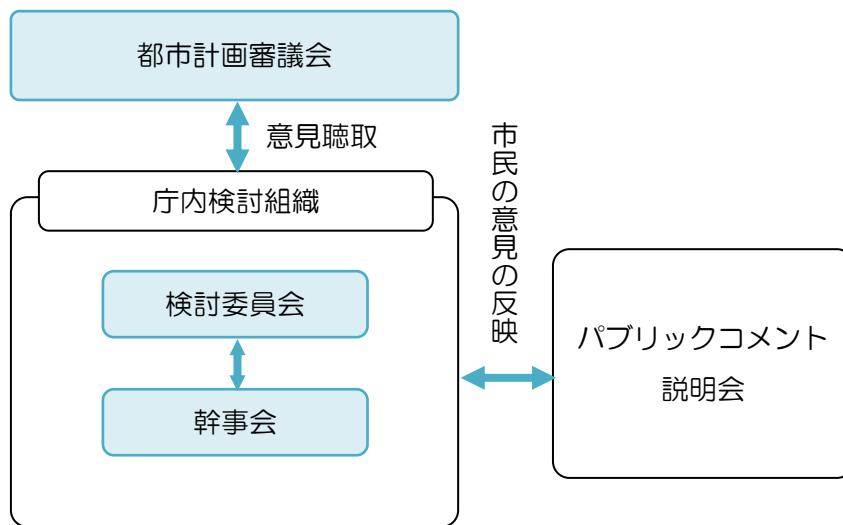 都市計画審議会
意見聴取
庁内検討組織
検討委員会
幹事会
市民の意見の反映
パブリックコメント
説明会